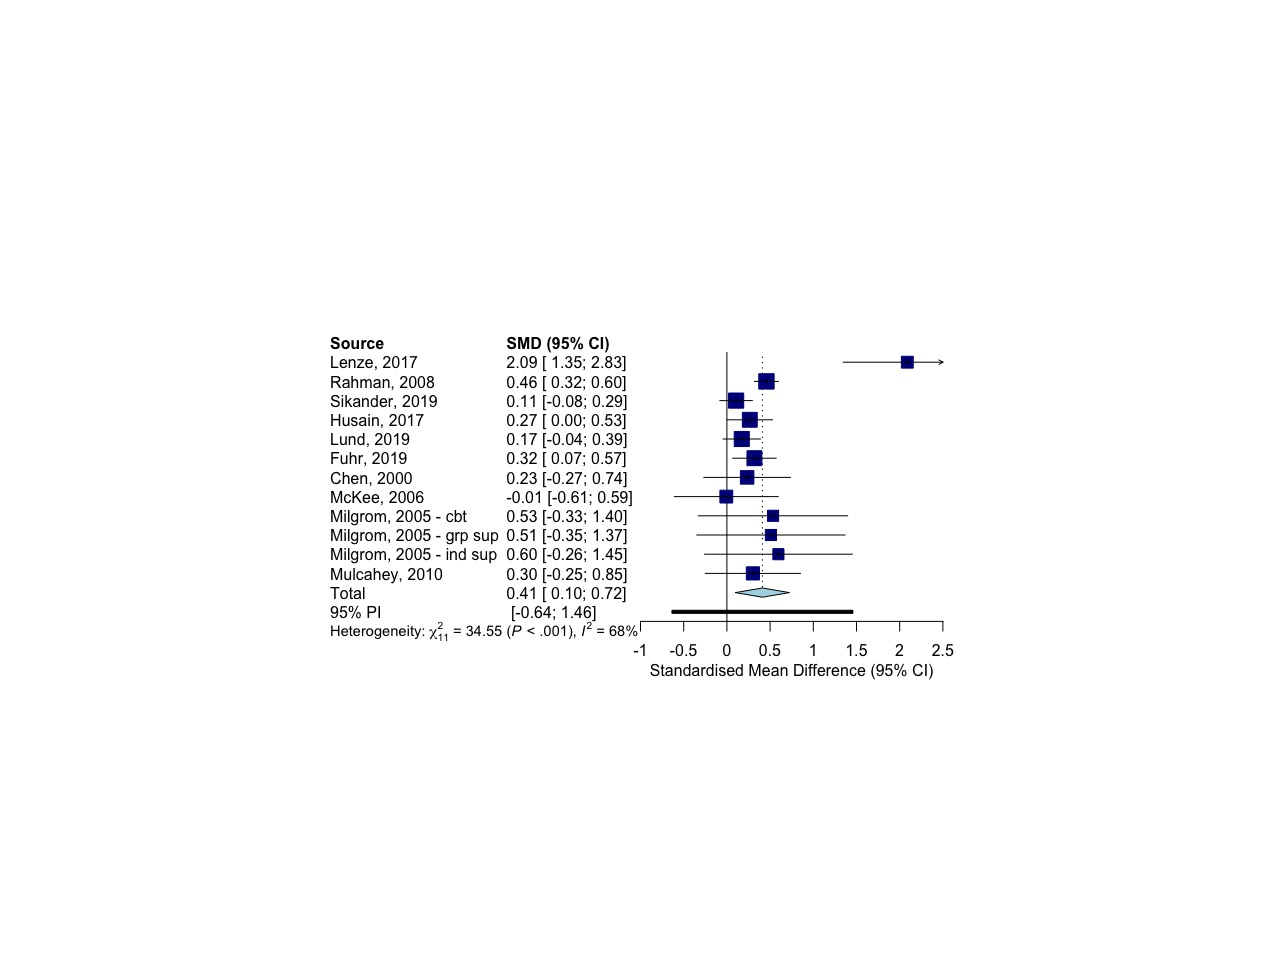 Source SMD (95% CI)
Lenze, 2017 2.09 [ 1.35; 2.83]
Rahman, 2008 0.46 [ 0.32; 0.60]
Sikander, 2019 0.11 [-0.08; 0.29]
Husain, 2017 0.27 [ 0.00; 0.53]
Lund, 2019 0.17 [-0.04; 0.39]
Fuhr, 2019 0.32 [ 0.07; 0.57]
Chen, 2000 0.23 [-0.27; 0.74]
McKee, 2006 -0.01 [-0.61; 0.59]
Milgrom, 2005 - cbt 0.53 [-0.33; 1.40]
Milgrom, 2005 - grp sup 0.51 [-0.35; 1.37]
Milgrom, 2005 - ind sup 0.60 [-0.26; 1.45]
Mulcahey, 2010 0.30 [-0.25; 0.85]
Total 0.41 [ 0.10; 0.72]
95% PI [-0.64; 1.46]
Heterogeneity: χ²₁₁ = 34.55 (P < .001), I² = 68%
-1 -0.5 0 0.5 1 1.5 2 2.5
Standardised Mean Difference (95% CI)